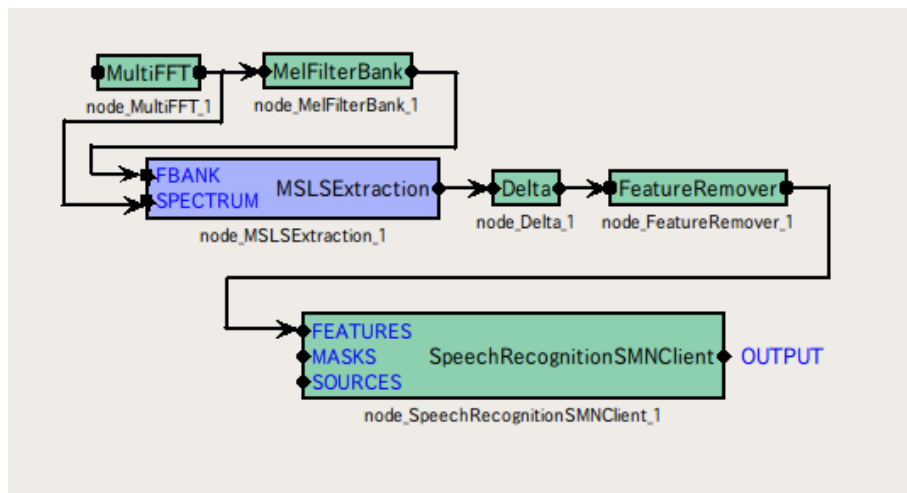 MultiFFT
node_MultiFFT_1
MelFilterBank
node_MelFilterBank_1
FBANK
SPECTRUM
MSLSExtraction
node_MSLSExtraction_1
Delta
node_Delta_1
FeatureRemover
node_FeatureRemover_1
FEATURES
MASKS
SOURCES
SpeechRecognitionSMNClient
OUTPUT
node_SpeechRecognitionSMNClient_1